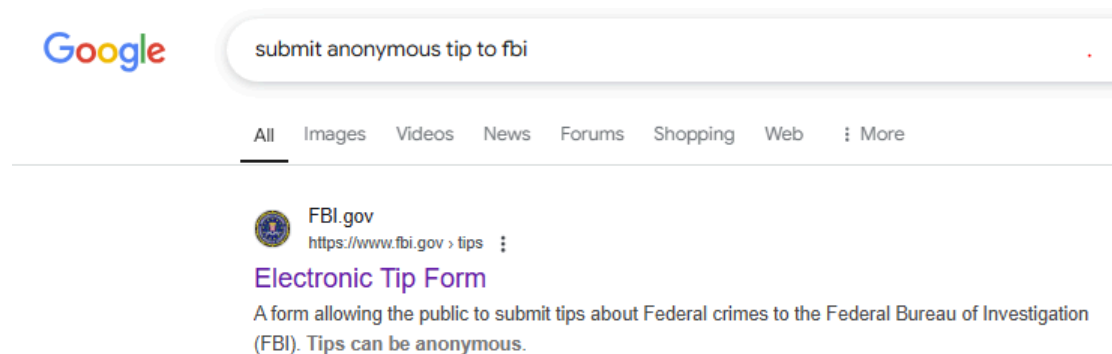 Google
submit anonymous tip to fbi
All Images Videos News Forums Shopping Web More
FBI.gov
https://www.fbi.gov › tips
Electronic Tip Form
A form allowing the public to submit tips about Federal crimes to the Federal Bureau of Investigation
(FBI). Tips can be anonymous.